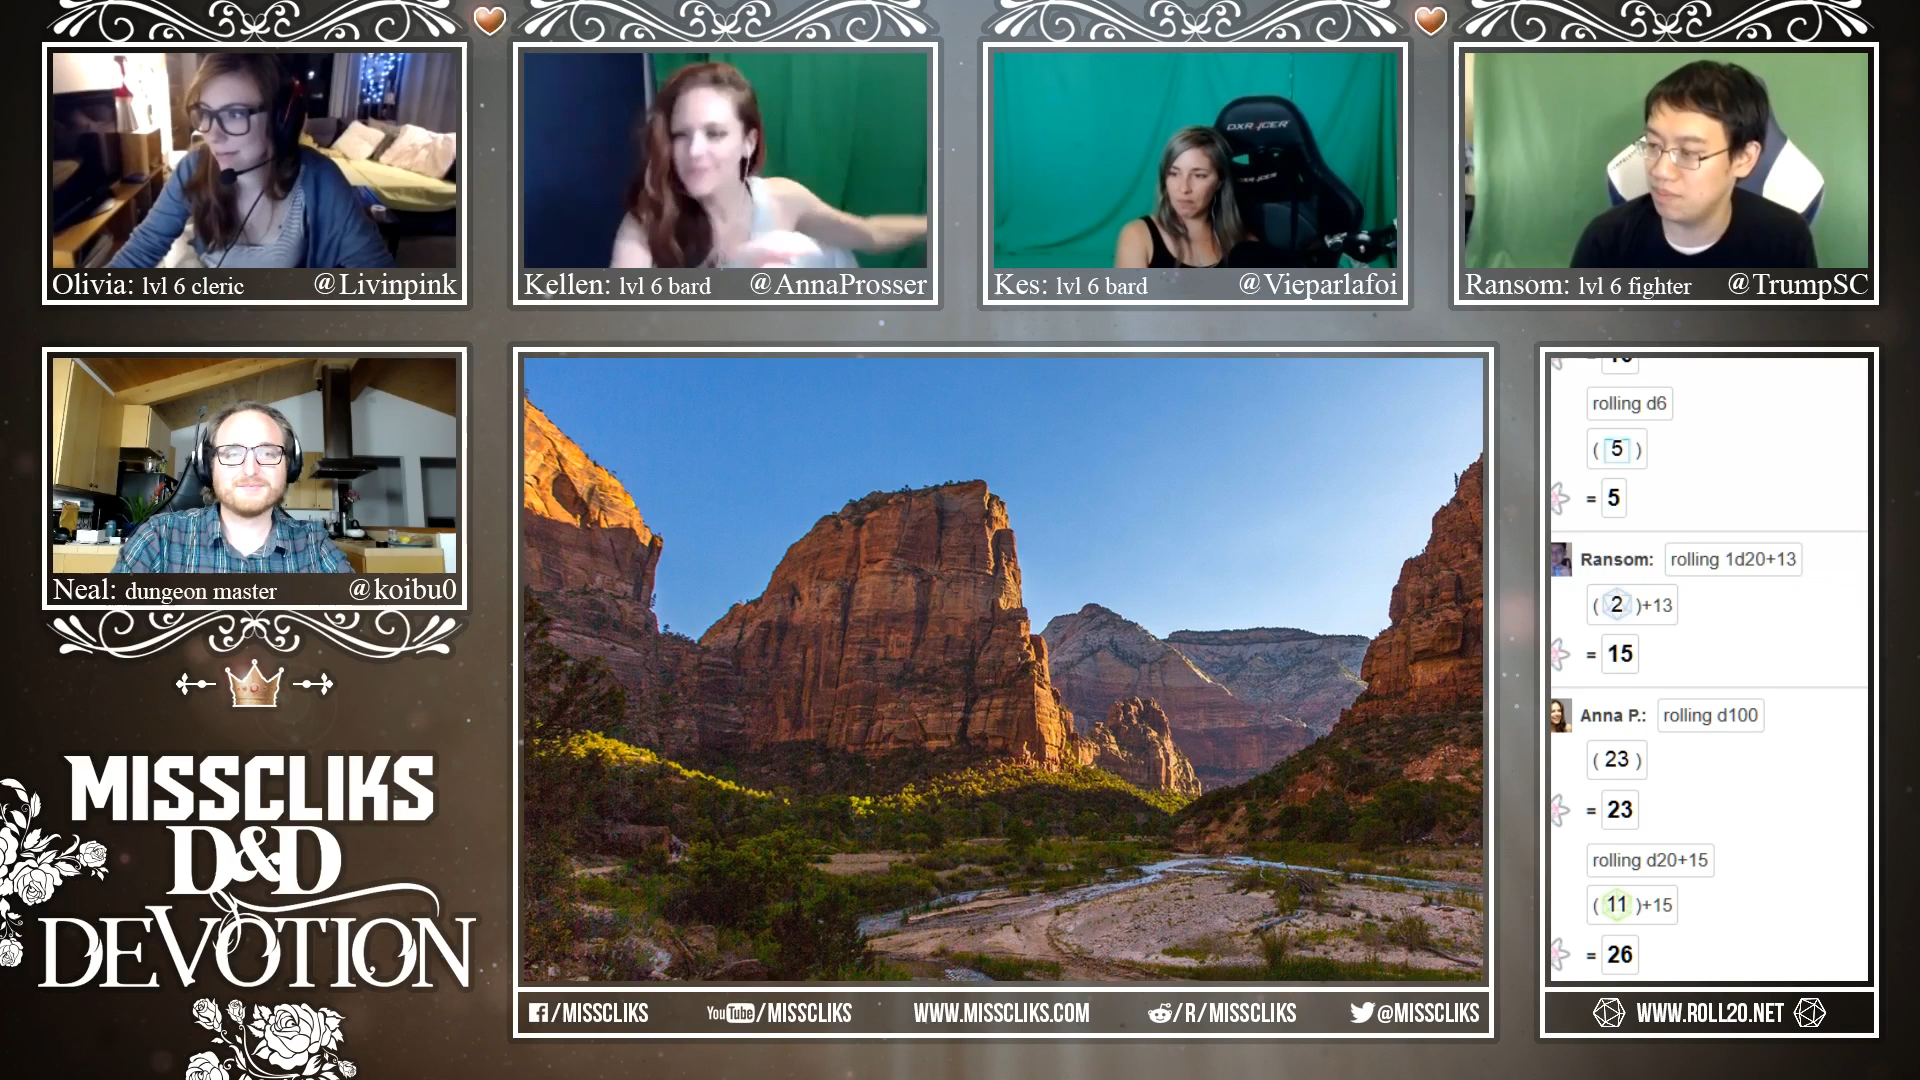 Olivia: lvl 6 cleric @Livinpink
Kellen: lvl 6 bard @AnnaProsser
DXRACER
Kes: lvl 6 bard @Vieparlafoi
Ransom: lvl 6 fighter @TrumpSC
Neal: dungeon master @koibu0
MISSCLIKS
D&D
DEVOTION
/MISSCLIKS
YouTube/MISSCLIKS
WWW.MISSCLIKS.COM
/R/MISSCLIKS
@MISSCLIKS
rolling d6
( 5 )
= 5
Ransom: rolling 1d20+13
( 2 )+13
= 15
Anna P.: rolling d100
( 23 )
= 23
rolling d20+15
( 11 )+15
= 26
WWW.ROLL20.NET